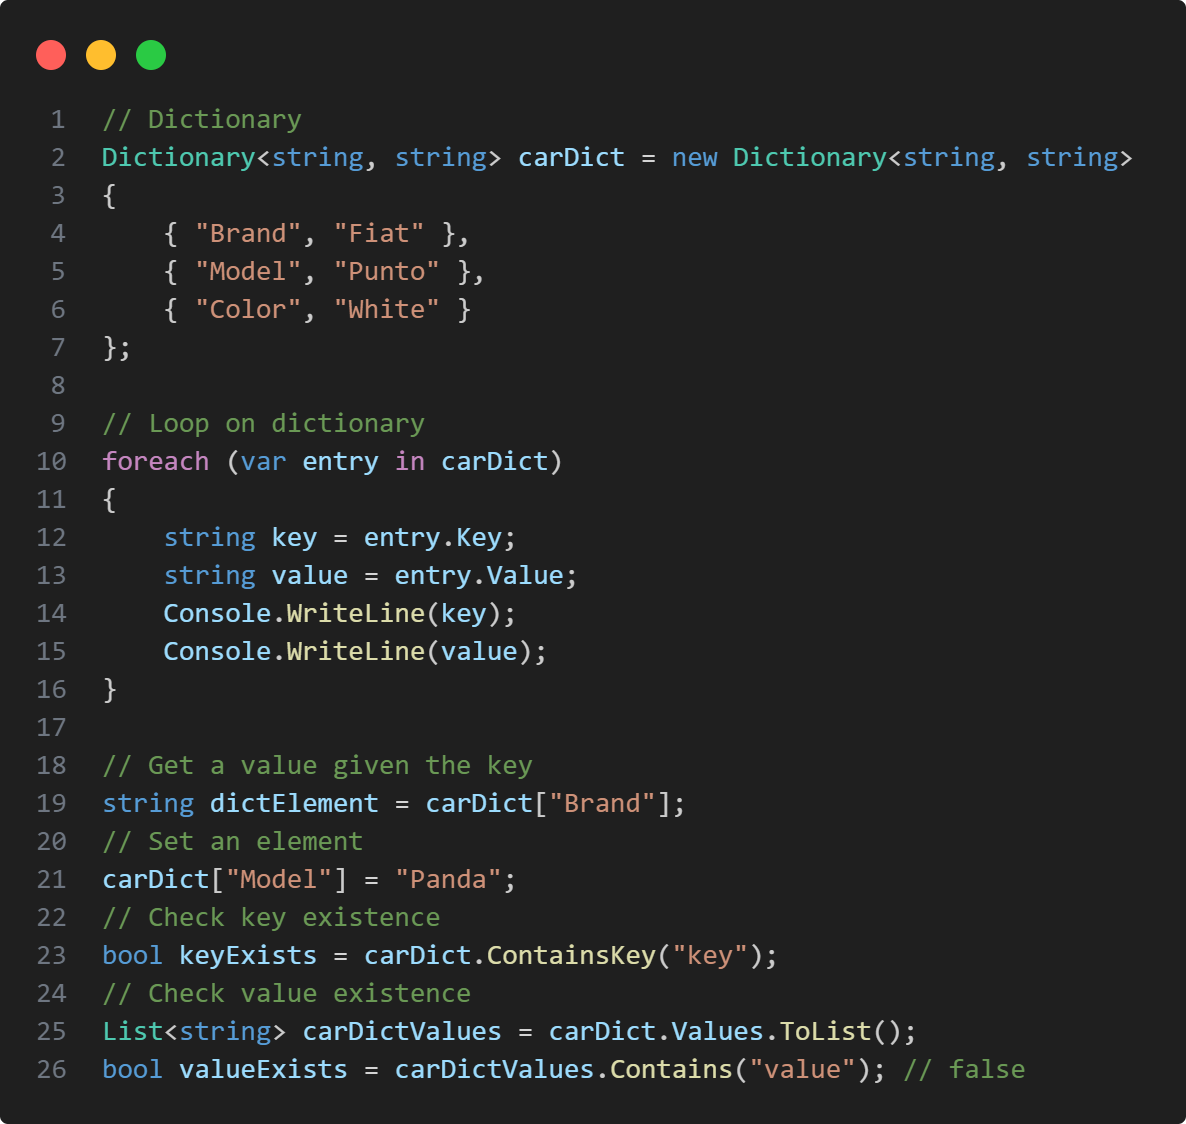 1 // Dictionary
2 Dictionary<string, string> carDict = new Dictionary<string, string>
3 {
4     { "Brand", "Fiat" },
5     { "Model", "Punto" },
6     { "Color", "White" }
7 };
8
9 // Loop on dictionary
10 foreach (var entry in carDict)
11 {
12     string key = entry.Key;
13     string value = entry.Value;
14     Console.WriteLine(key);
15     Console.WriteLine(value);
16 }
17
18 // Get a value given the key
19 string dictElement = carDict["Brand"];
20 // Set an element
21 carDict["Model"] = "Panda";
22 // Check key existence
23 bool keyExists = carDict.ContainsKey("key");
24 // Check value existence
25 List<string> carDictValues = carDict.Values.ToList();
26 bool valueExists = carDictValues.Contains("value"); // false